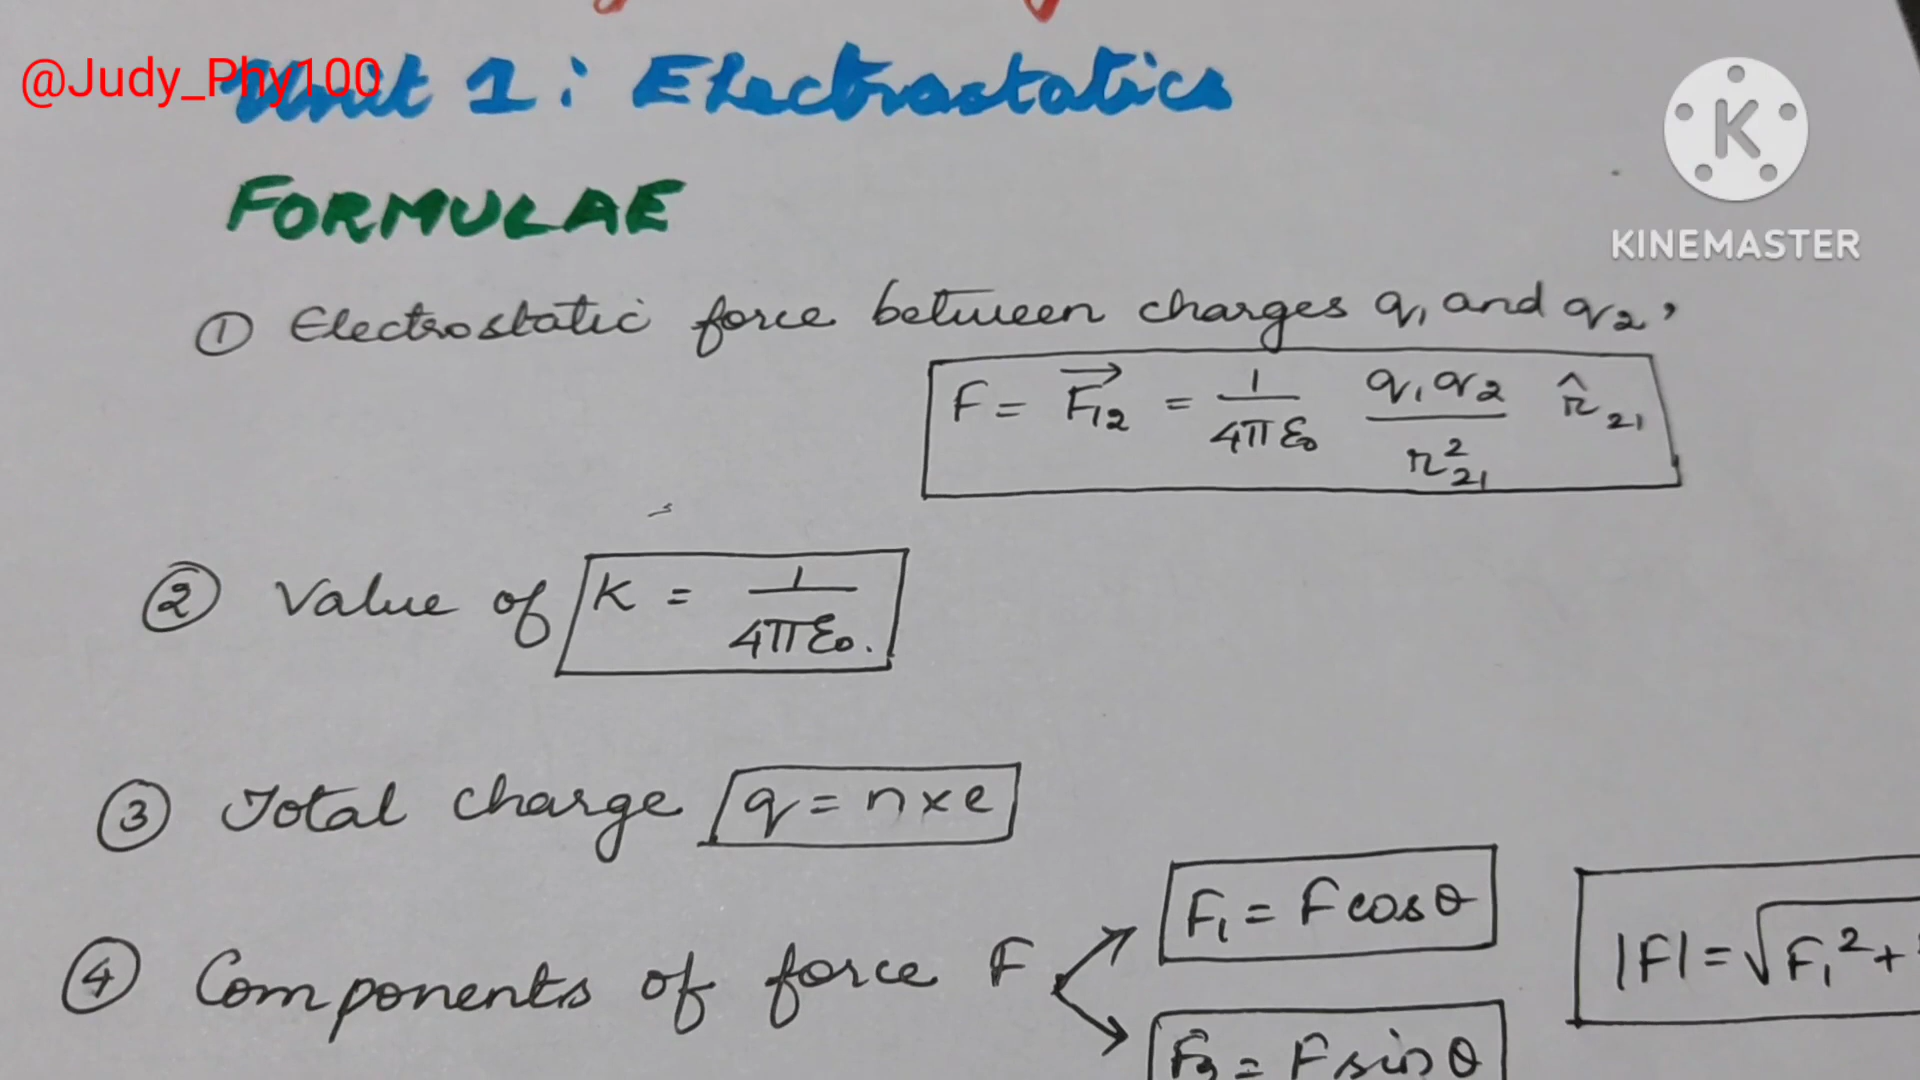 @Judy_Phy100
Unit 1: Electrostatics
KINEMASTER
FORMULAE
① Electrostatic force between charges q₁ and q₂,
F = F⃗₁₂ = 1/4πε₀ q₁q₂/r²₂₁ r̂₂₁
② Value of K = 1/4πε₀.
③ Total charge q = n×e
④ Components of force F
F₁ = F cosθ
F₂ = F sinθ
|F| = √F₁² +